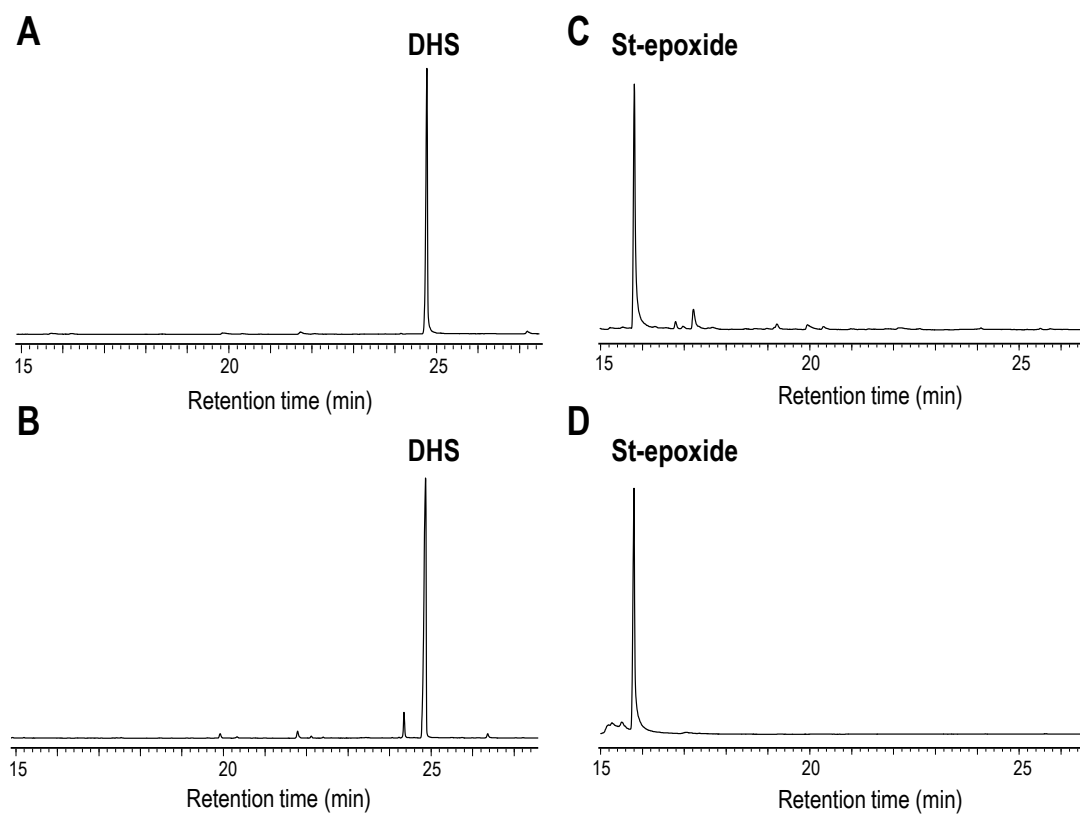 A
DHS
15 20 25
Retention time (min)
B
DHS
15 20 25
Retention time (min)
C
St-epoxide
15 20 25
Retention time (min)
D
St-epoxide
15 20 25
Retention time (min)